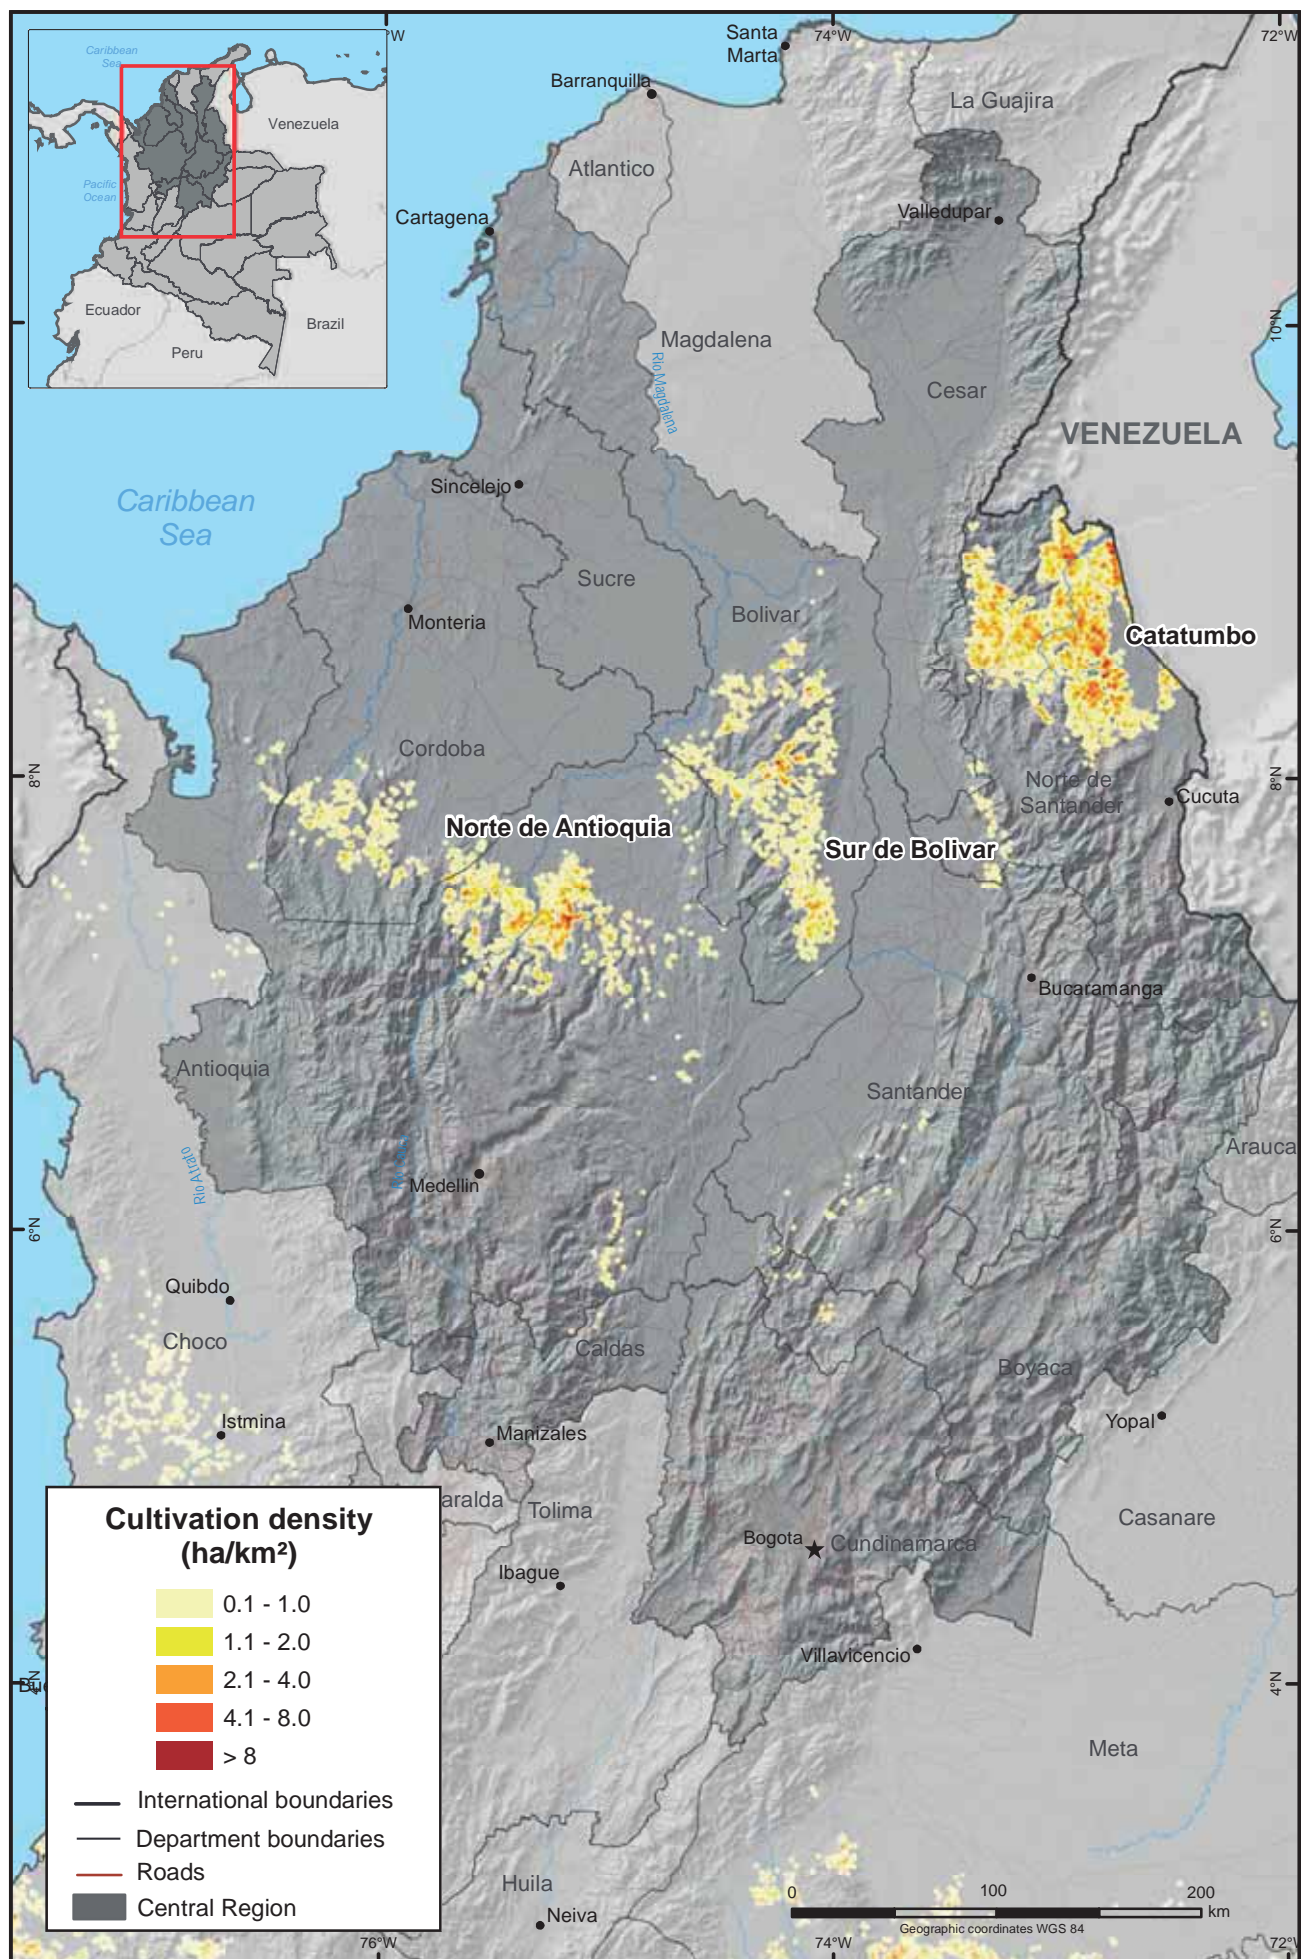 °W
74°W
72°W
Caribbean
Sea
Venezuela
Pacific
Ocean
Ecuador
Brazil
Peru
Santa
Marta
Barranquilla
La Guajira
Atlantico
Valledupar
Cartagena
10°N
Magdalena
Rio Magdalena
Cesar
VENEZUELA
Caribbean
Sea
Sincelejo
Sucre
Bolivar
Monteria
Catatumbo
Cordoba
8°N
8°N
Norte de
Santander
Cucuta
Norte de Antioquia
Sur de Bolivar
Bucaramanga
Antioquia
Santander
Arauca
Rio Atrato
Medellin
6°N
6°N
Quibdo
Choco
Caldas
Boyaca
Istmina
Yopal
Manizales
aralda
Tolima
Casanare
Bogota
Cundinamarca
Ibague
Villavicencio
4°N
4°N
Meta
Huila
Neiva
Cultivation density
(ha/km²)
0.1 - 1.0
1.1 - 2.0
2.1 - 4.0
4.1 - 8.0
> 8
International boundaries
Department boundaries
Roads
Central Region
0 100 200
km
Geographic coordinates WGS 84
76°W
74°W
72°W